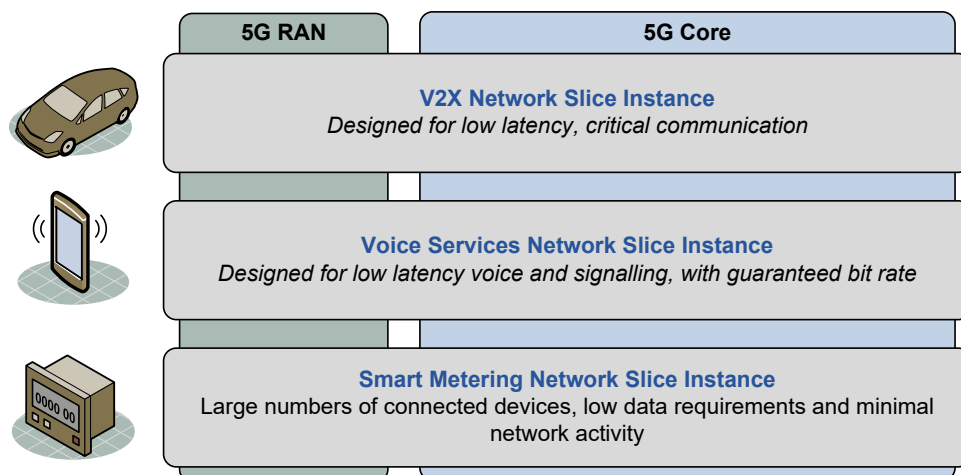 5G RAN
5G Core
V2X Network Slice Instance
Designed for low latency, critical communication
Voice Services Network Slice Instance
Designed for low latency voice and signalling, with guaranteed bit rate
0000 00
Smart Metering Network Slice Instance
Large numbers of connected devices, low data requirements and minimal
network activity